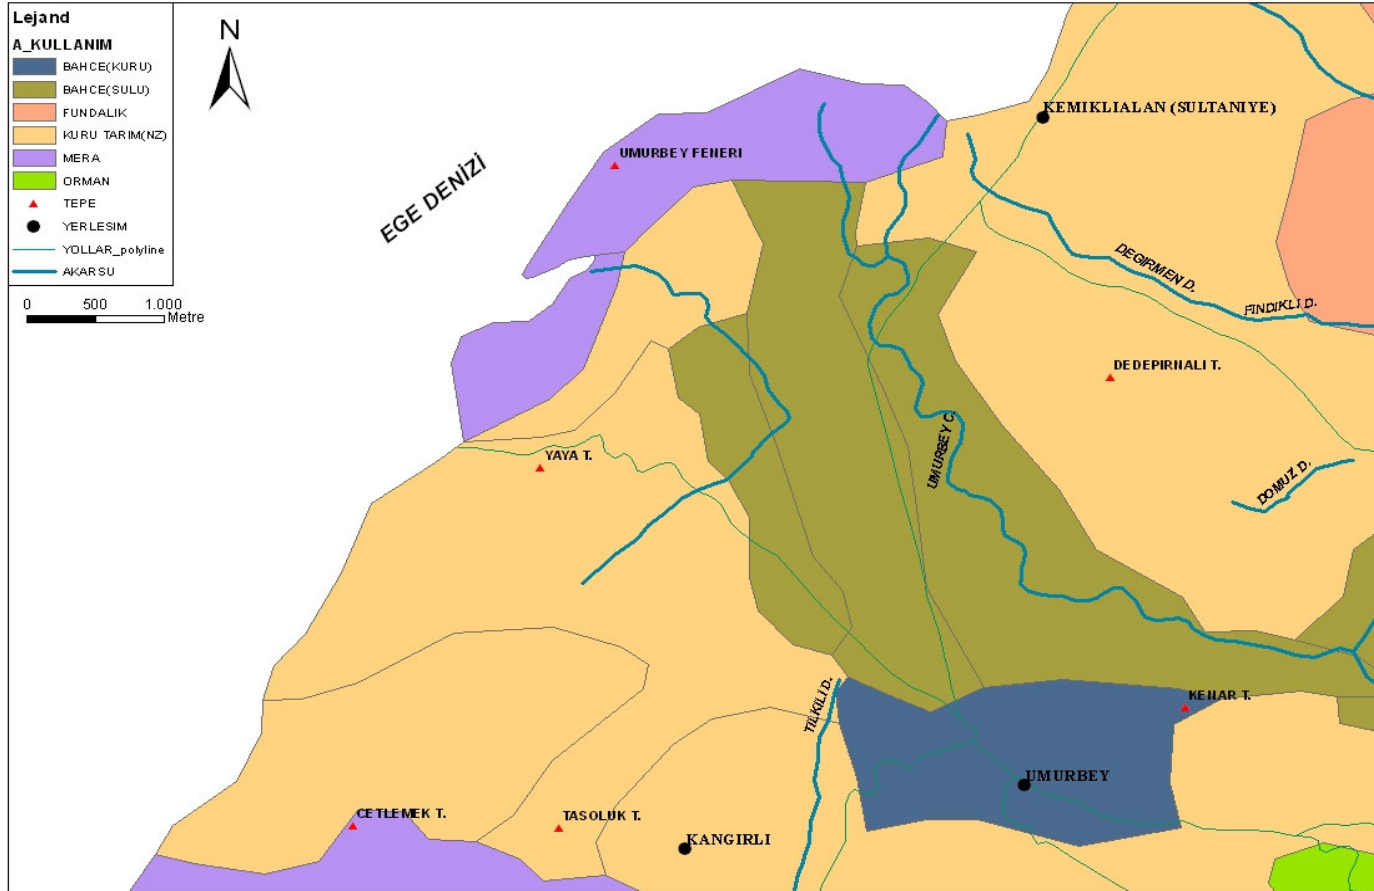 Lejand
A_KULLANIM
BAHCE(KURU)
BAHCE(SULU)
FUNDALIK
KURU TARIM(NZ)
MERA
ORMAN
TEPE
YERLESIM
YOLLAR_polyline
AKARSU
0 500 1.000
Metre
N
EGE DENİZİ
UMURBEY FENERI
KEMIKLIALAN (SULTANIYE)
DEGIRMEN D.
FINDIKLI D.
DEDEPIRNALI T.
YAYA T.
UMURBEY C.
DOMUZ D.
TILKILI D.
KENAR T.
UMURBEY
CETLEMEK T.
TASOLUK T.
KANGIRLI